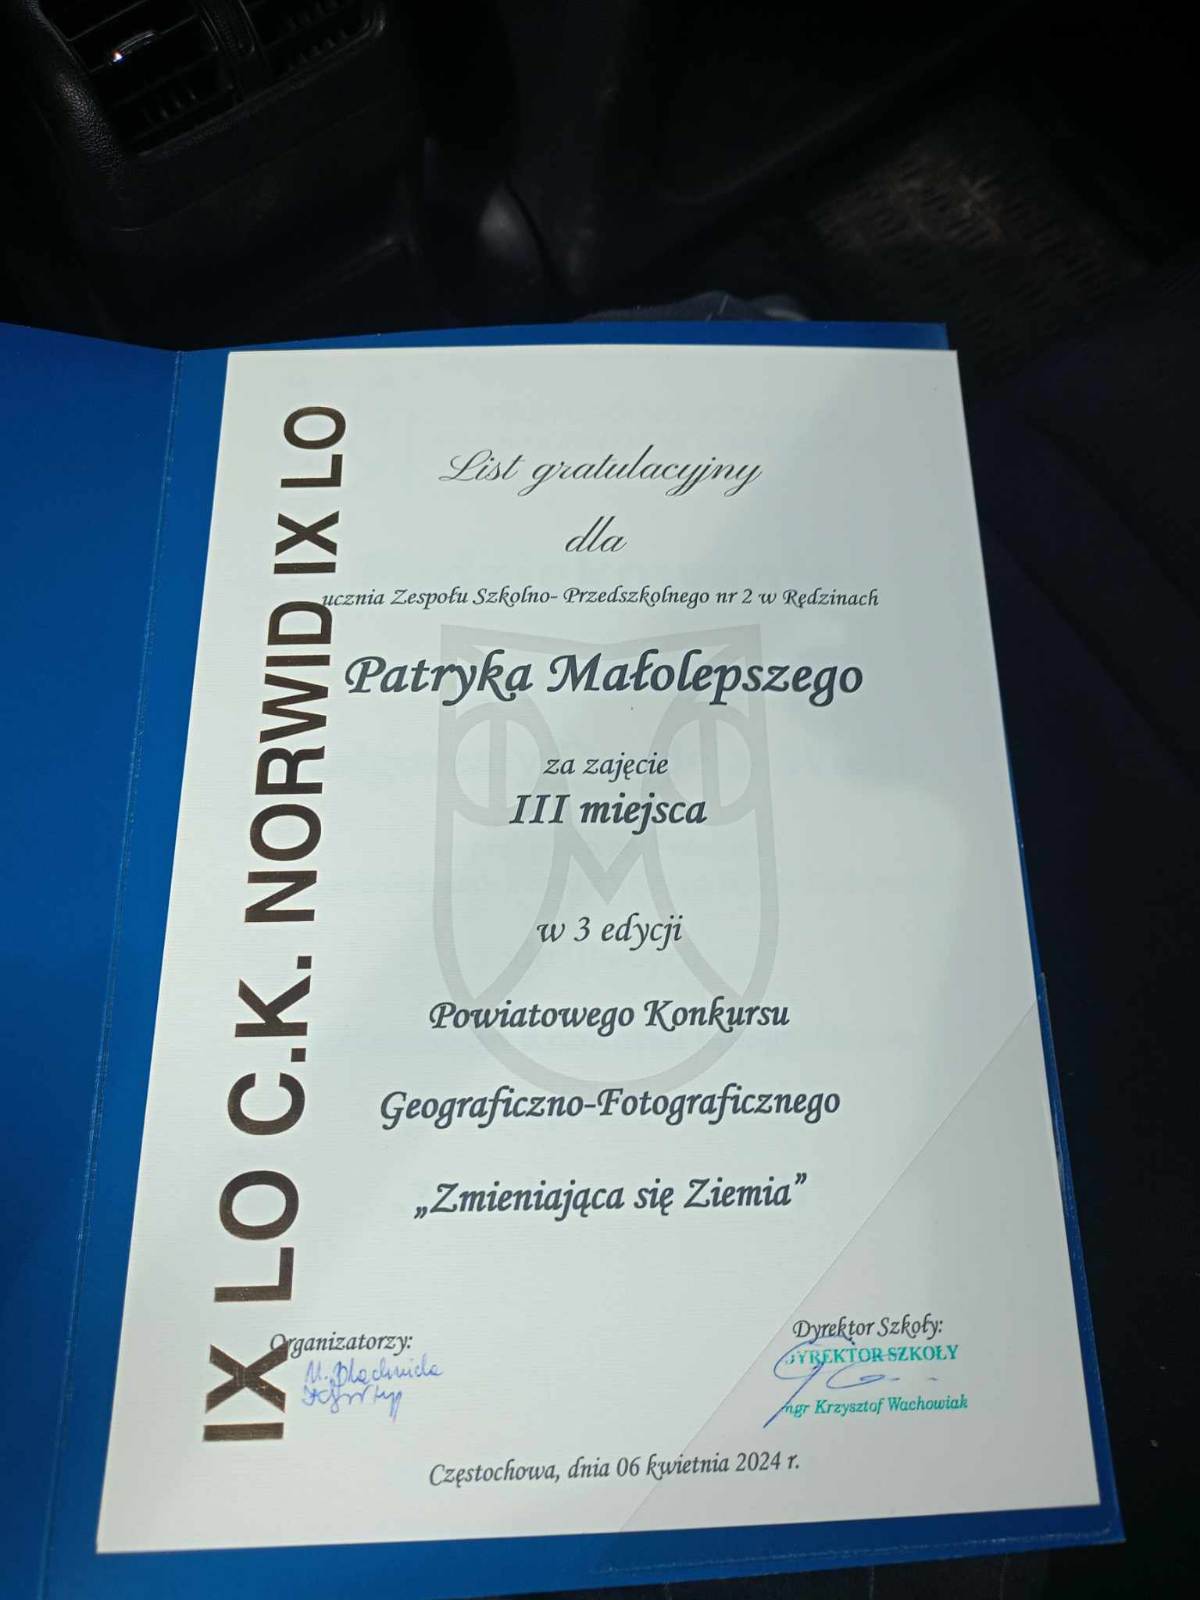 IX LO C.K. NORWID IX LO
List gratulacyjny
dla
ucznia Zespołu Szkolno- Przedszkolnego nr 2 w Rędzinach
Patryka Małolepszego
za zajęcie
III miejsca
w 3 edycji
Powiatowego Konkursu
Geograficzno-Fotograficznego
„Zmieniająca się Ziemia”
Organizatorzy:
Dyrektor Szkoły:
DYREKTOR SZKOŁY
mgr Krzysztof Wachowiak
Częstochowa, dnia 06 kwietnia 2024 r.